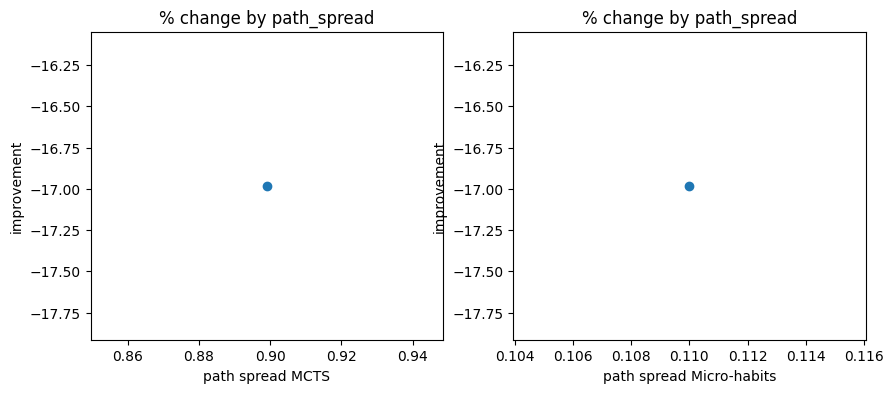 % change by path_spread
improvement
−16.25
−16.50
−16.75
−17.00
−17.25
−17.50
−17.75
0.86 0.88 0.90 0.92 0.94
path spread MCTS
% change by path_spread
improvement
−16.25
−16.50
−16.75
−17.00
−17.25
−17.50
−17.75
0.104 0.106 0.108 0.110 0.112 0.114 0.116
path spread Micro-habits